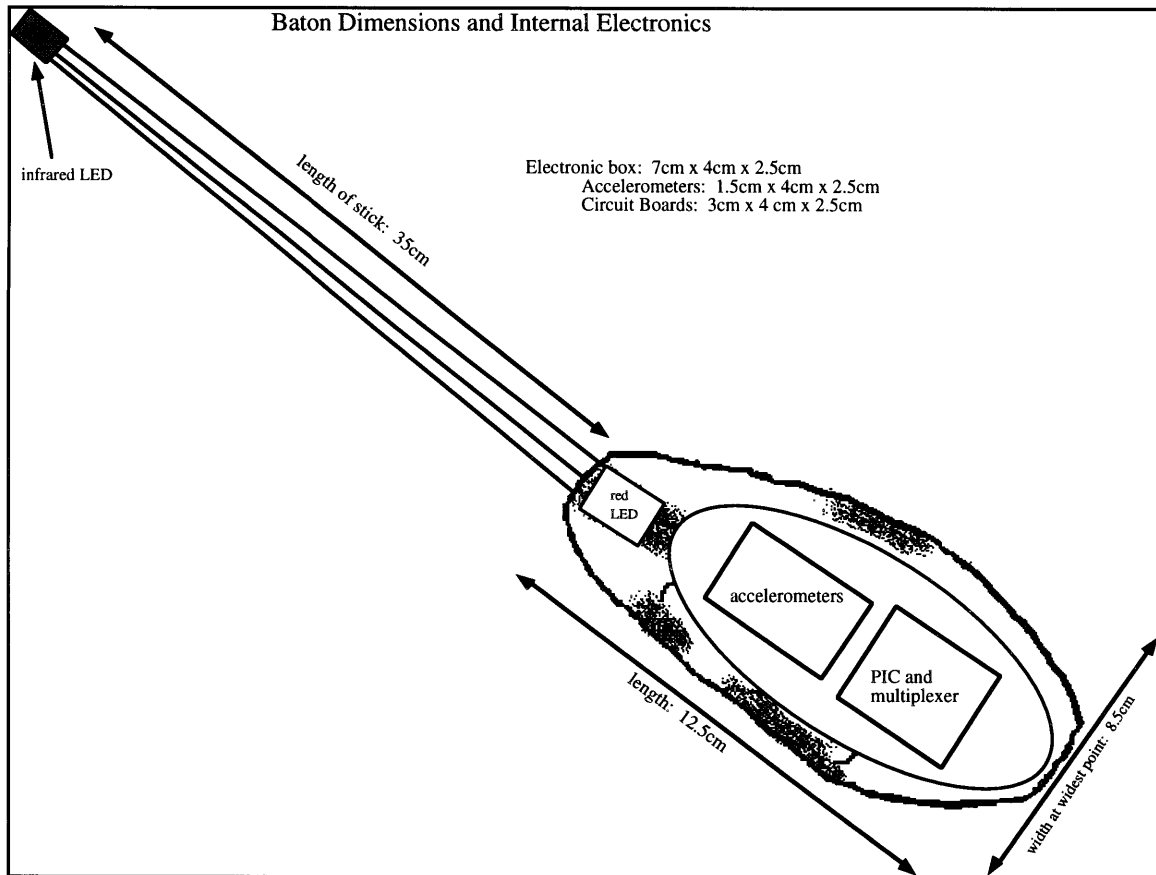 Baton Dimensions and Internal Electronics
infrared LED
length of stick: 35cm
Electronic box: 7cm x 4cm x 2.5cm
Accelerometers: 1.5cm x 4cm x 2.5cm
Circuit Boards: 3cm x 4 cm x 2.5cm
red
LED
accelerometers
PIC and
multiplexer
length: 12.5cm
width at widest point: 8.5cm